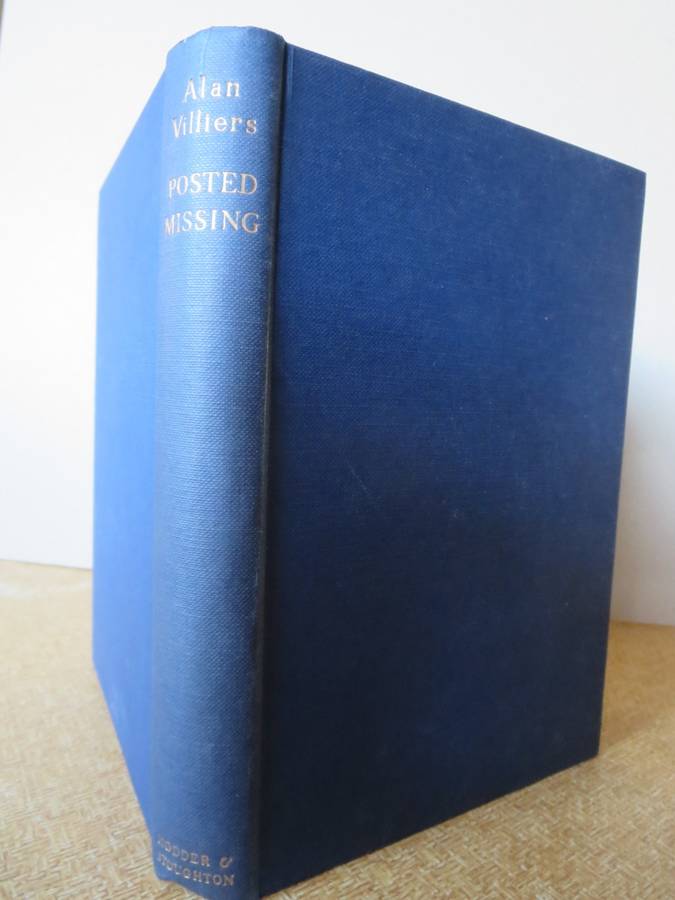 Alan
Villiers
POSTED
MISSING
HODDER &
STOUGHTON